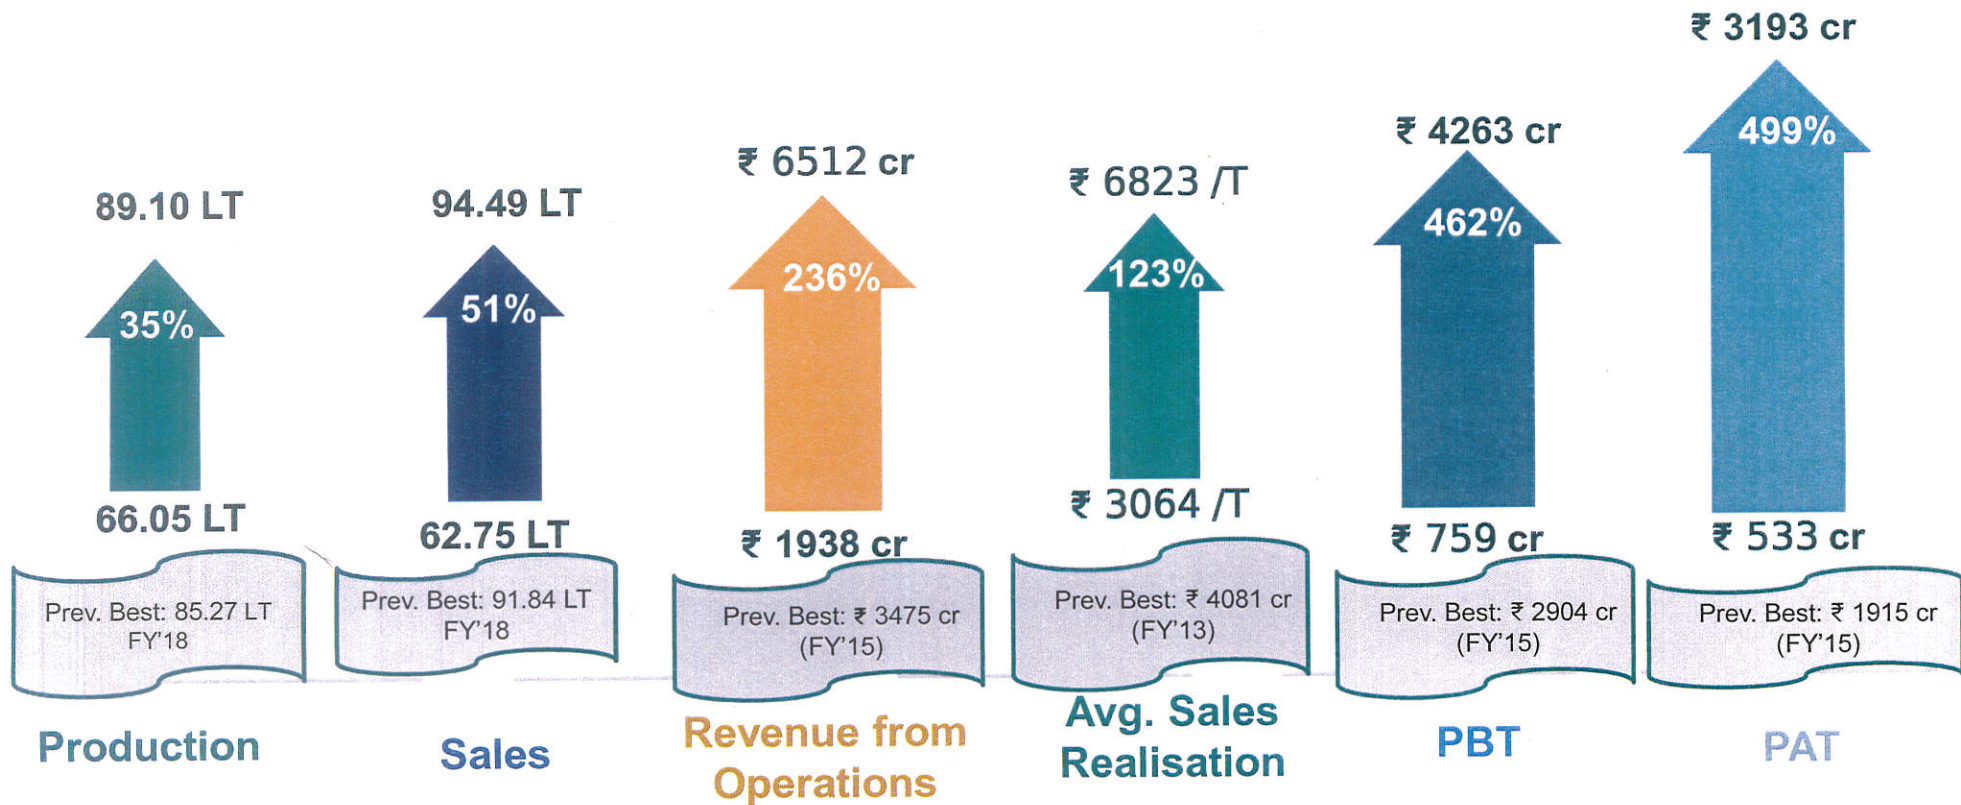 89.10 LT
35%
66.05 LT
Prev. Best: 85.27 LT
FY'18
Production
94.49 LT
51%
62.75 LT
Prev. Best: 91.84 LT
FY'18
Sales
₹ 6512 cr
236%
₹ 1938 cr
Prev. Best: ₹ 3475 cr
(FY'15)
Revenue from
Operations
₹ 6823 /T
123%
₹ 3064 /T
Prev. Best: ₹ 4081 cr
(FY'13)
Avg. Sales
Realisation
₹ 4263 cr
462%
₹ 759 cr
Prev. Best: ₹ 2904 cr
(FY'15)
PBT
₹ 3193 cr
499%
₹ 533 cr
Prev. Best: ₹ 1915 cr
(FY'15)
PAT